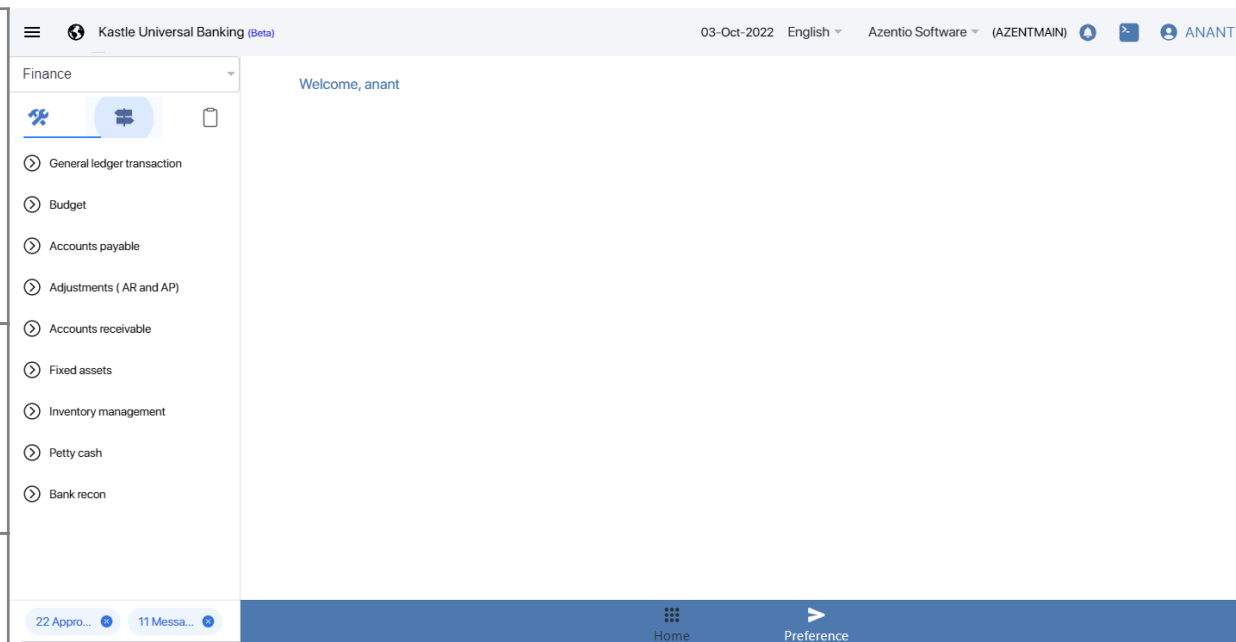 Kastle Universal Banking (Beta)
03-Oct-2022 English Azentio Software (AZENTMAIN) ANANT
Finance
Welcome, anant
General ledger transaction
Budget
Accounts payable
Adjustments ( AR and AP)
Accounts receivable
Fixed assets
Inventory management
Petty cash
Bank recon
22 Appro... 11 Messa...
Home Preference